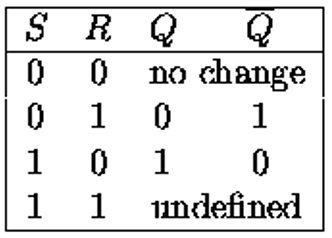 S R Q Q̅
0 0 no change
0 1 0 1
1 0 1 0
1 1 undefined